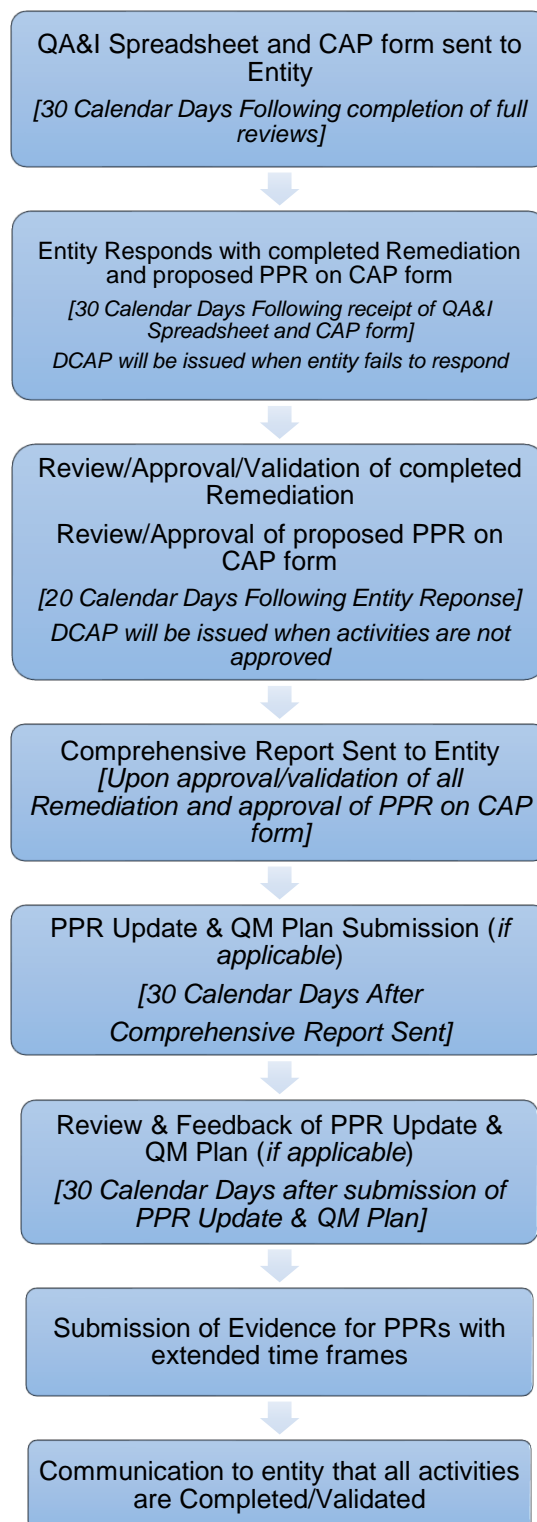 QA&I Spreadsheet and CAP form sent to
Entity
[30 Calendar Days Following completion of full
reviews]
Entity Responds with completed Remediation
and proposed PPR on CAP form
[30 Calendar Days Following receipt of QA&I
Spreadsheet and CAP form]
DCAP will be issued when entity fails to respond
Review/Approval/Validation of completed
Remediation
Review/Approval of proposed PPR on
CAP form
[20 Calendar Days Following Entity Reponse]
DCAP will be issued when activities are not
approved
Comprehensive Report Sent to Entity
[Upon approval/validation of all
Remediation and approval of PPR on CAP
form]
PPR Update & QM Plan Submission (if
applicable)
[30 Calendar Days After
Comprehensive Report Sent]
Review & Feedback of PPR Update &
QM Plan (if applicable)
[30 Calendar Days after submission of
PPR Update & QM Plan]
Submission of Evidence for PPRs with
extended time frames
Communication to entity that all activities
are Completed/Validated